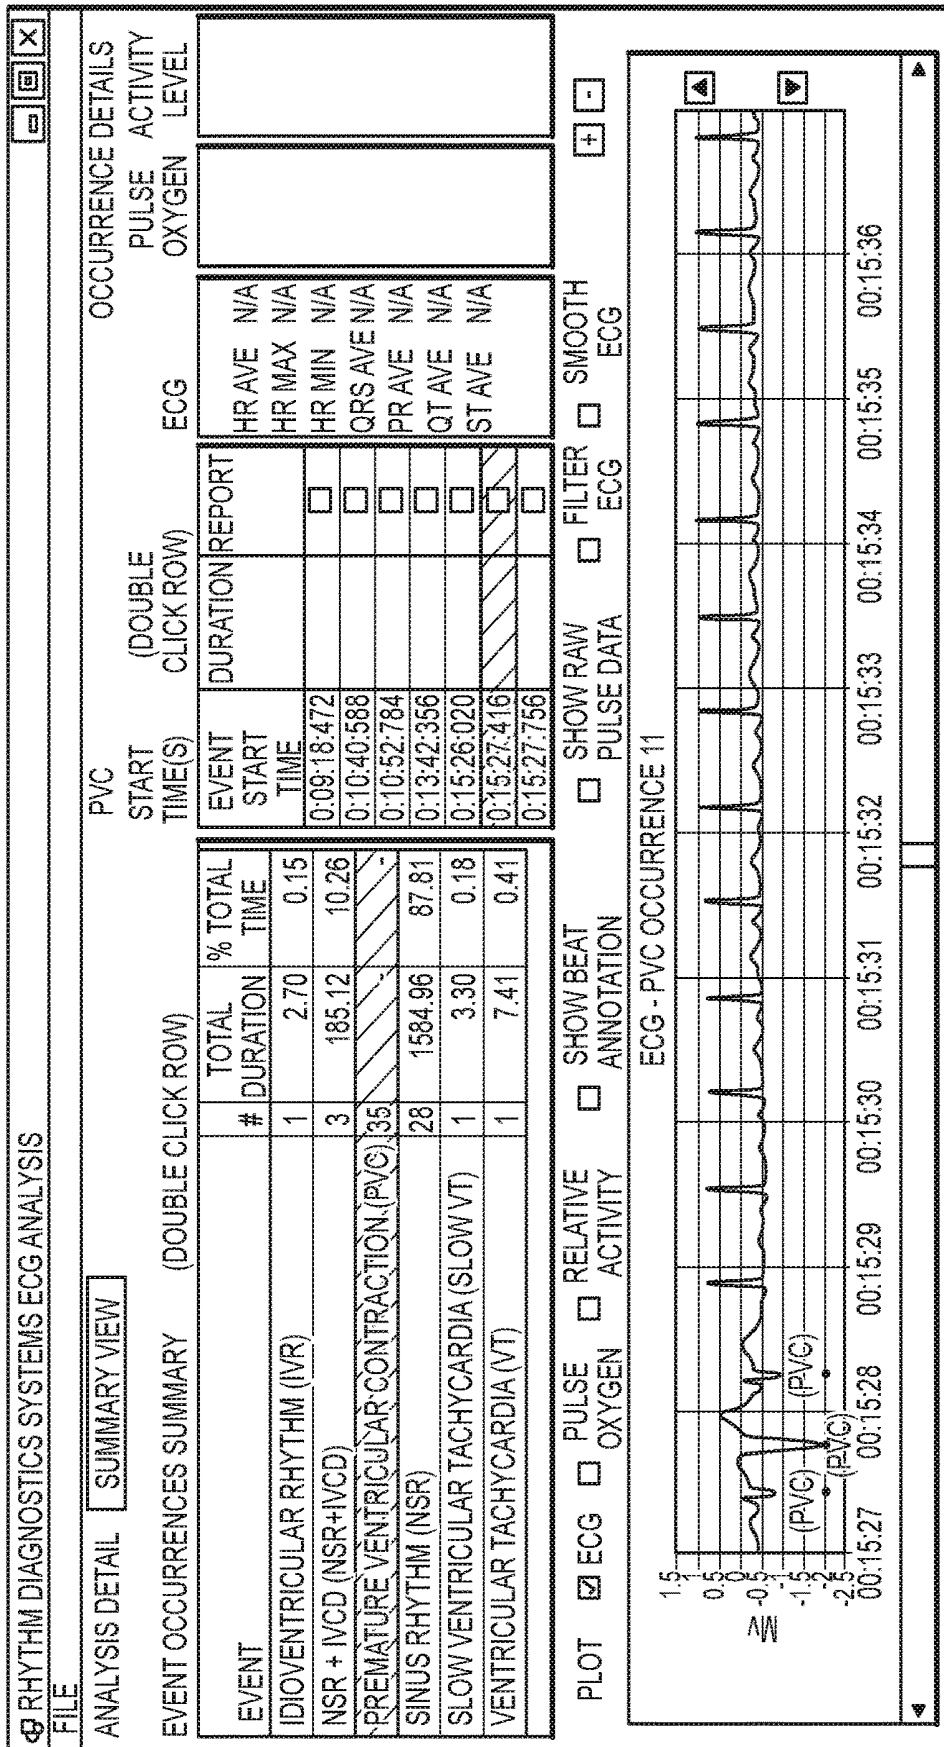 RHYTHM DIAGNOSTICS SYSTEMS ECG ANALYSIS
FILE
ANALYSIS DETAIL SUMMARY VIEW
EVENT OCCURRENCES SUMMARY (DOUBLE CLICK ROW)
EVENT # TOTAL DURATION % TOTAL TIME
IDIOVENTRICULAR RHYTHM (IVR) 1 2.70 0.15
NSR + IVCD (NSR+IVCD) 3 185.12 10.26
PREMATURE VENTRICULAR CONTRACTION (PVC) 35 - -
SINUS RHYTHM (NSR) 28 1584.96 87.81
SLOW VENTRICULAR TACHYCARDIA (SLOW VT) 1 3.30 0.18
VENTRICULAR TACHYCARDIA (VT) 1 7.41 0.41
PVC
START (DOUBLE
TIME(S) CLICK ROW)
EVENT START TIME DURATION REPORT
0:09:18:472
0:10:40:588
0:10:52:784
0:13:42:356
0:15:26:020
0:15:27:416
0:15:27:756
OCCURRENCE DETAILS
ECG
HR AVE N/A
HR MAX N/A
HR MIN N/A
QRS AVE N/A
PR AVE N/A
QT AVE N/A
ST AVE N/A
PULSE
OXYGEN
ACTIVITY
LEVEL
PLOT ECG PULSE OXYGEN RELATIVE ACTIVITY SHOW BEAT ANNOTATION SHOW RAW PULSE DATA FILTER ECG SMOOTH ECG + -
ECG - PVC OCCURRENCE 11
Mv
1.5
1
0.5
0
-0.5
-1
-1.5
-2
-2.5
(PVC)
(PVC)
(PVC)
00:15:27 00:15:28 00:15:29 00:15:30 00:15:31 00:15:32 00:15:33 00:15:34 00:15:35 00:15:36